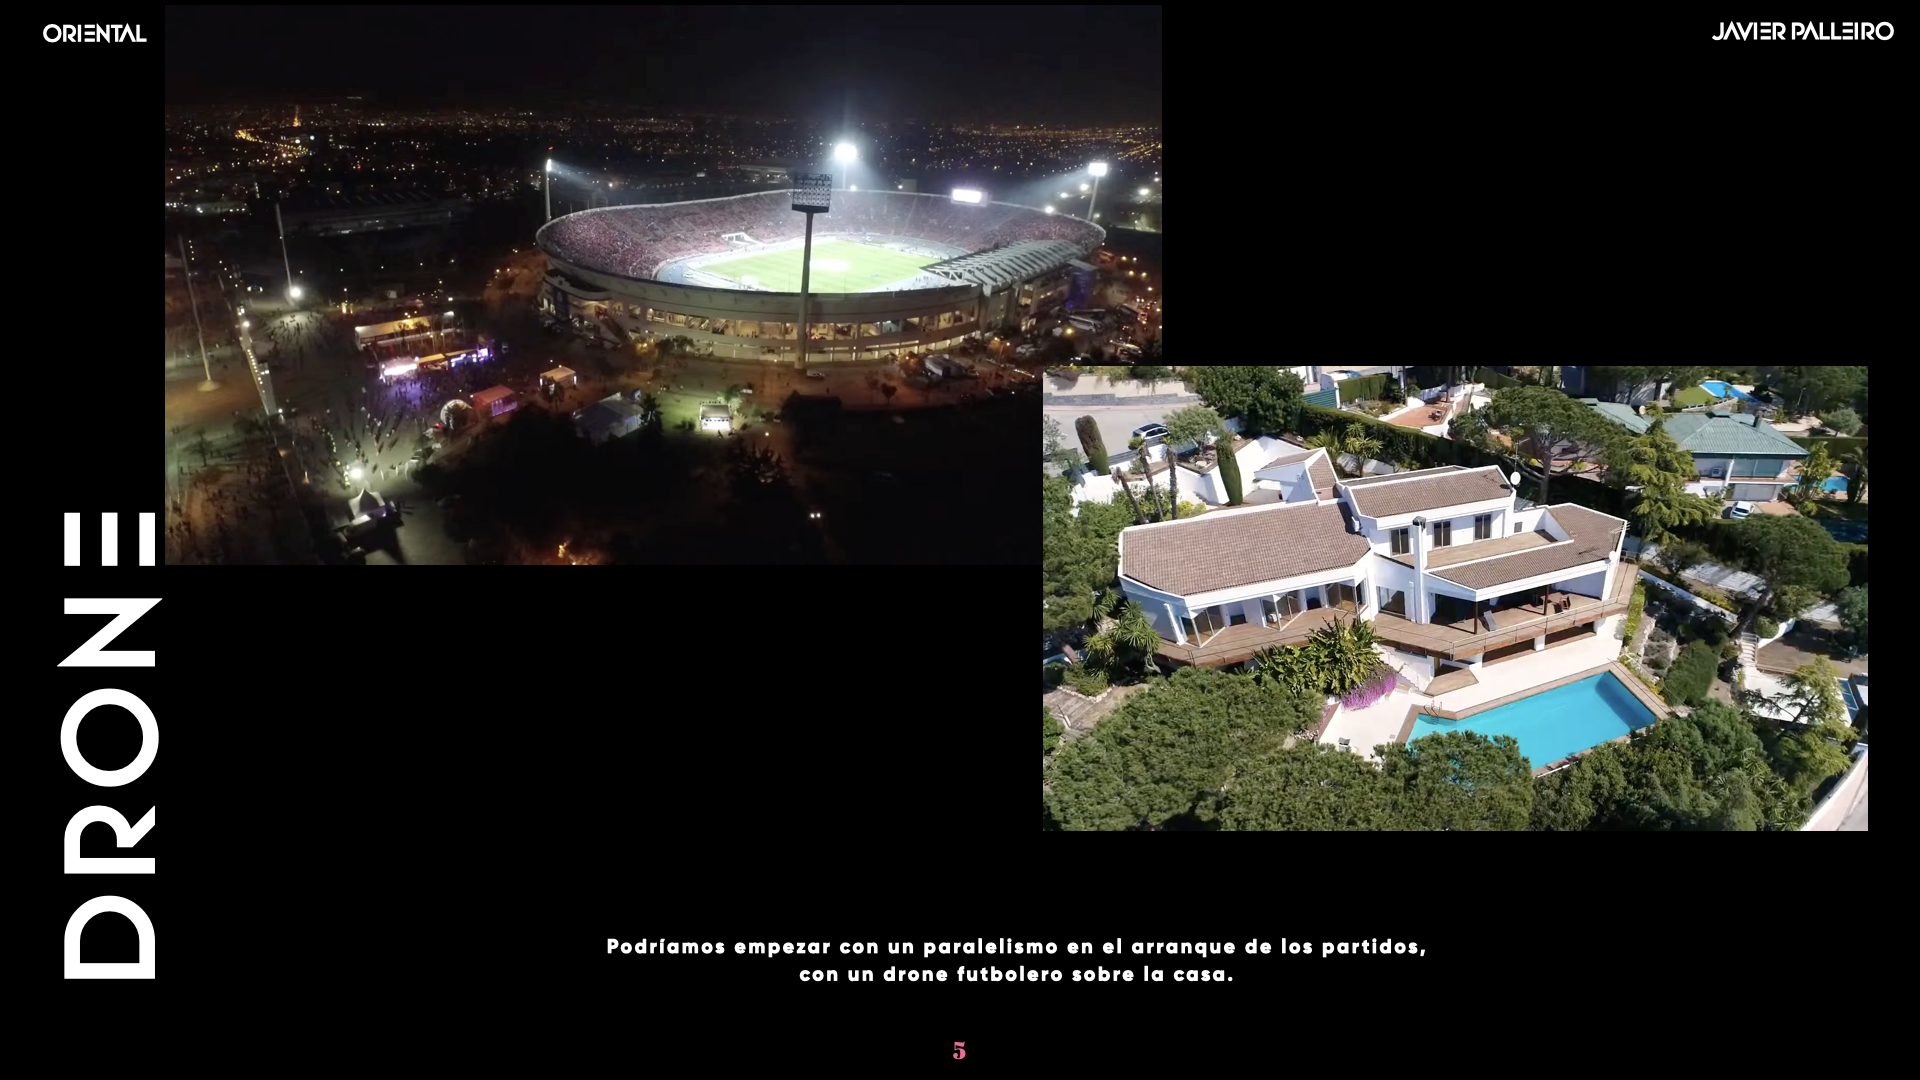 ORIENTAL
JAVIER PALLEIRO
DRONE
Podríamos empezar con un paralelismo en el arranque de los partidos,
con un drone futbolero sobre la casa.
5